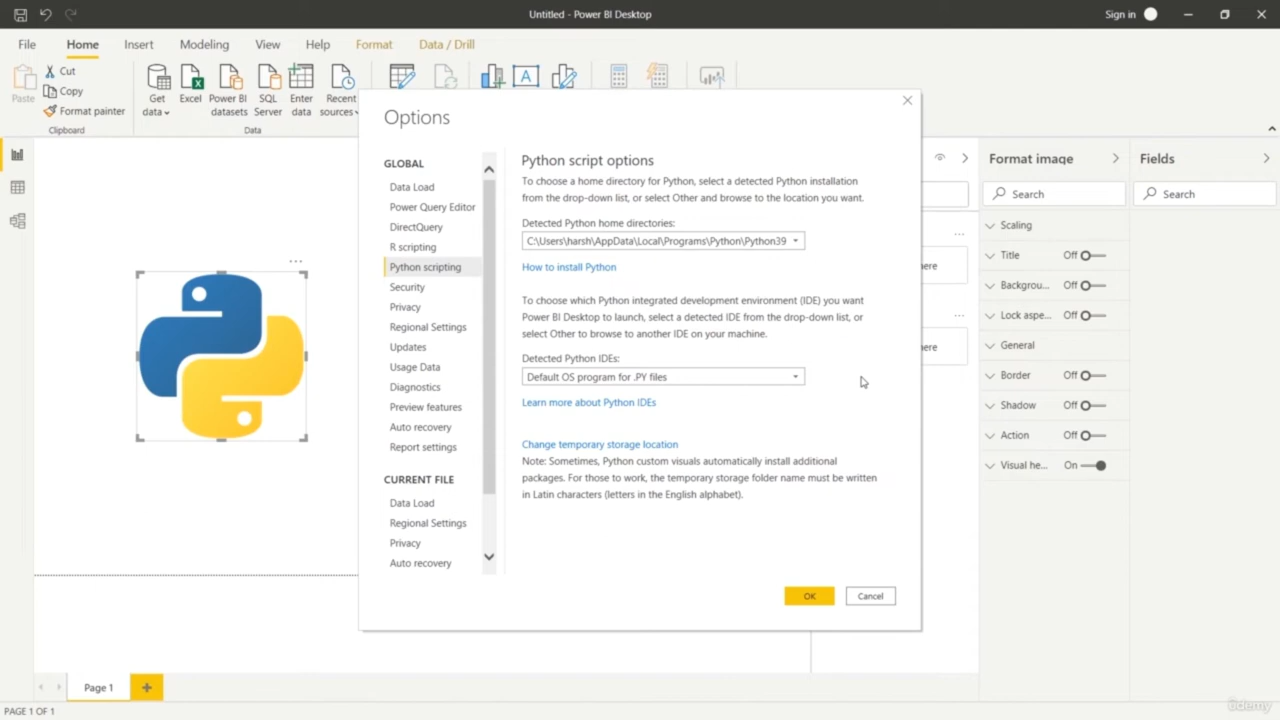 Untitled - Power BI Desktop
Sign in
File
Home
Insert
Modeling
View
Help
Format
Data / Drill
Paste
Cut
Copy
Format painter
Clipboard
Get data
Excel
Power BI datasets
SQL Server
Enter data
Recent sources
Data
Options
GLOBAL
Data Load
Power Query Editor
DirectQuery
R scripting
Python scripting
Security
Privacy
Regional Settings
Updates
Usage Data
Diagnostics
Preview features
Auto recovery
Report settings
CURRENT FILE
Data Load
Regional Settings
Privacy
Auto recovery
Python script options
To choose a home directory for Python, select a detected Python installation
from the drop-down list, or select Other and browse to the location you want.
Detected Python home directories:
C:\Users\harsh\AppData\Local\Programs\Python\Python39
How to install Python
To choose which Python integrated development environment (IDE) you want
Power BI Desktop to launch, select a detected IDE from the drop-down list, or
select Other to browse to another IDE on your machine.
Detected Python IDEs:
Default OS program for .PY files
Learn more about Python IDEs
Change temporary storage location
Note: Sometimes, Python custom visuals automatically install additional
packages. For those to work, the temporary storage folder name must be written
in Latin characters (letters in the English alphabet).
OK
Cancel
here
here
Format image
Search
Scaling
Title Off
Backgrou... Off
Lock aspe... Off
General
Border Off
Shadow Off
Action Off
Visual he... On
Fields
Search
Page 1
PAGE 1 OF 1
ûdemy